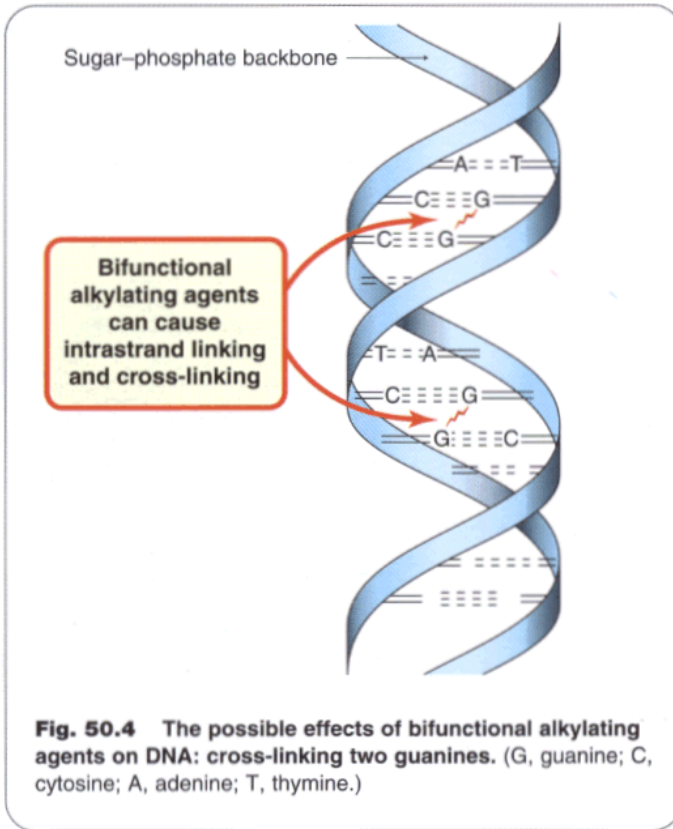 Sugar–phosphate backbone
A T
C G
C G
Bifunctional
alkylating agents
can cause
intrastrand linking
and cross-linking
T A
C G
G C
Fig. 50.4 The possible effects of bifunctional alkylating
agents on DNA: cross-linking two guanines. (G, guanine; C,
cytosine; A, adenine; T, thymine.)